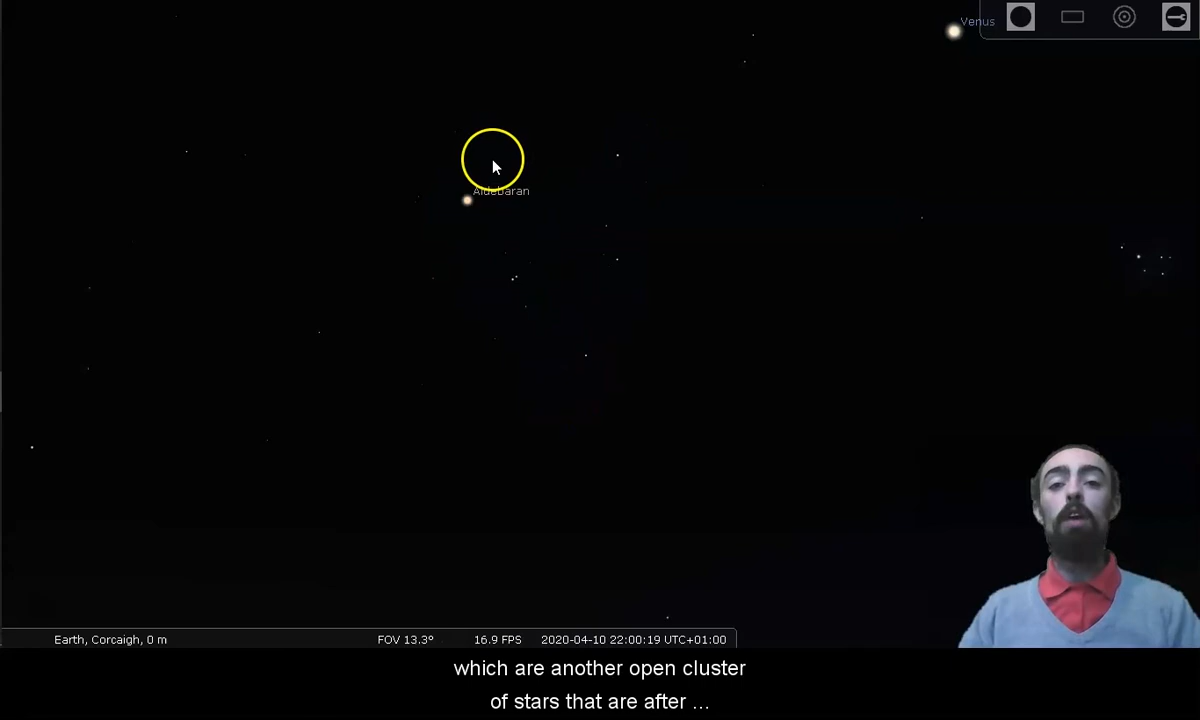 Venus
Aldebaran
Earth, Corcaigh, 0 m FOV 13.3° 16.9 FPS 2020-04-10 22:00:19 UTC+01:00
which are another open cluster
of stars that are after ...